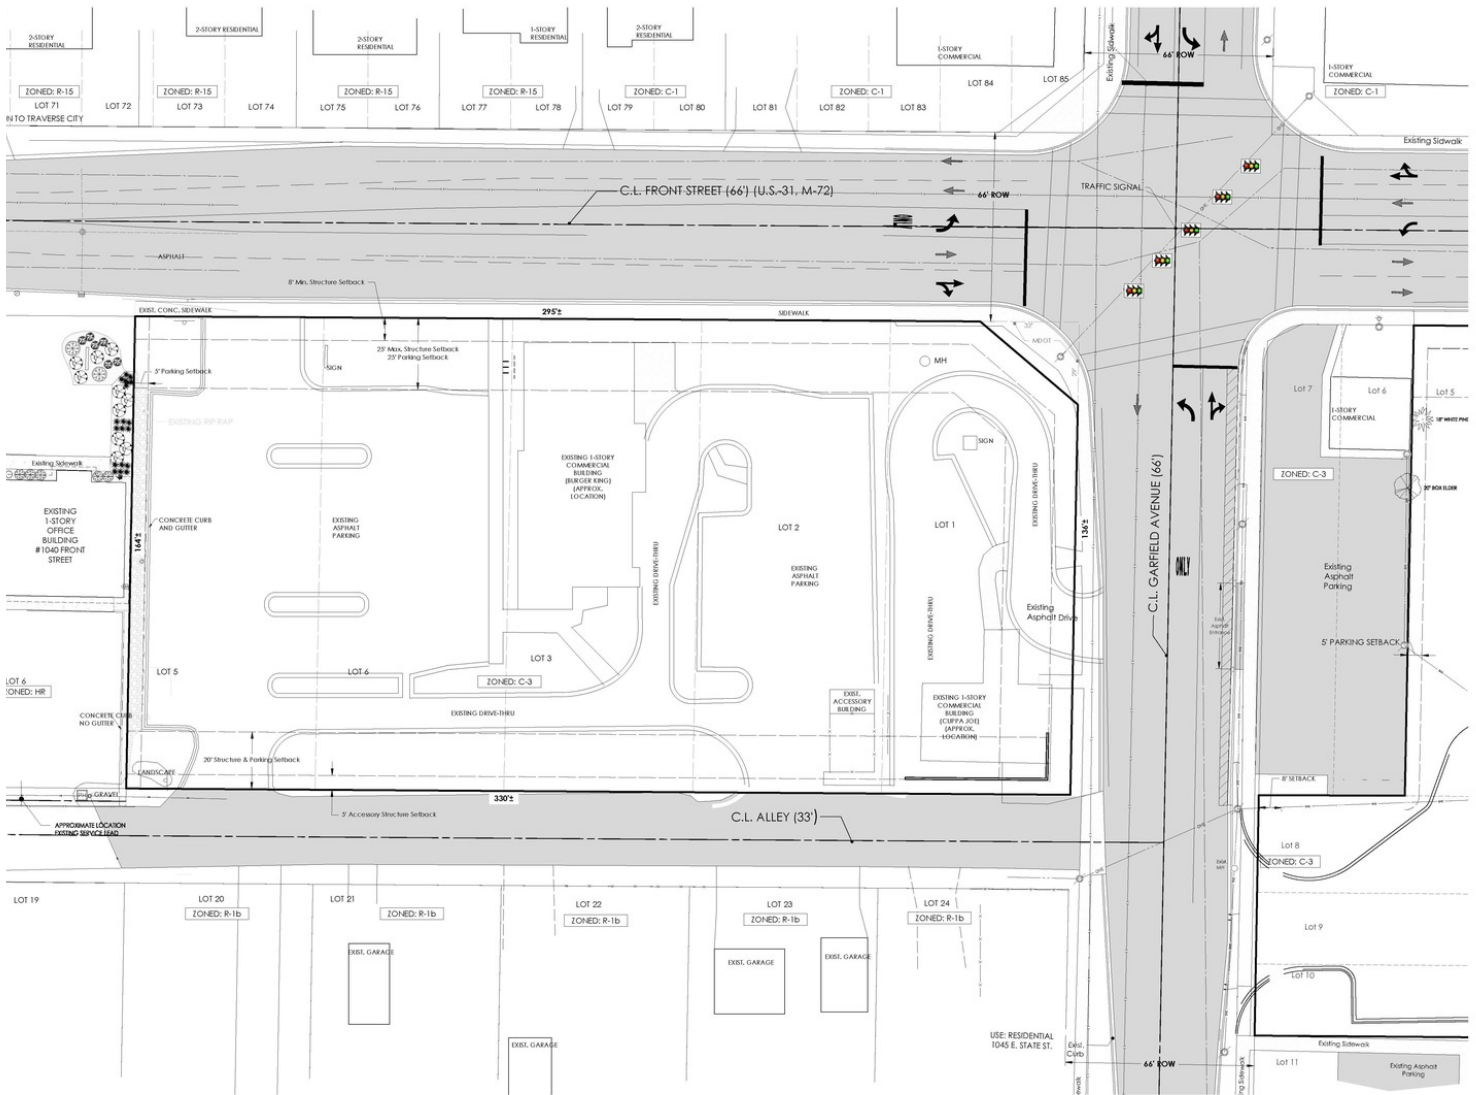 2-STORY
RESIDENTIAL
2-STORY RESIDENTIAL
2-STORY
RESIDENTIAL
1-STORY
RESIDENTIAL
2-STORY
RESIDENTIAL
1-STORY
COMMERCIAL
LOT 84
LOT 85
Existing Sidwalk
66' ROW
1-STORY
COMMERCIAL
ZONED: R-15
ZONED: R-15
ZONED: R-15
ZONED: R-15
ZONED: C-1
ZONED: C-1
ZONED: C-1
LOT 71
LOT 72
LOT 73
LOT 74
LOT 75
LOT 76
LOT 77
LOT 78
LOT 79
LOT 80
LOT 81
LOT 82
LOT 83
N TO TRAVERSE CITY
Existing Sidwalk
C.L. FRONT STREET (66') (U.S.-31, M-72)
66' ROW
TRAFFIC SIGNAL
ASPHALT
8' Min. Structure Setback
EXIST. CONC. SIDEWALK
295'±
SIDEWALK
MDOT
25' Max. Structure Setback
25' Parking Setback
SIGN
MH
5' Parking Setback
EXISTING RIP RAP
Existing Sidewalk
EXISTING
1-STORY
OFFICE
BUILDING
#1040 FRONT
STREET
CONCRETE CURB
AND GUTTER
164'±
EXISTING
ASPHALT
PARKING
EXISTING 1-STORY
COMMERCIAL
BUILDING
(BURGER KING)
(APPROX.
LOCATION)
EXISTING DRIVE-THRU
LOT 2
EXISTING
ASPHALT
PARKING
SIGN
LOT 1
EXISTING DRIVE-THRU
EXISTING DRIVE-THRU
136'±
Existing
Asphalt Drive
C.L. GARFIELD AVENUE (66')
ONLY
Lot 7
Lot 6
Lot 5
1-STORY
COMMERCIAL
18" WHITE PINE
ZONED: C-3
20" BOX ELDER
Existing
Asphalt
Parking
5' PARKING SETBACK
LOT 6
ZONED: HR
LOT 5
LOT 6
LOT 3
ZONED: C-3
EXISTING DRIVE-THRU
EXIST.
ACCESSORY
BUILDING
EXISTING 1-STORY
COMMERCIAL
BUILDING
(CUPPA JOE)
(APPROX.
LOCATION)
CONCRETE CURB
NO GUTTER
20' Structure & Parking Setback
LANDSCAPE
GRAVEL
330'±
5' Accessory Structure Setback
C.L. ALLEY (33')
8' SETBACK
APPROXIMATE LOCATION
EXISTING SERVICE LEAD
Lot 8
ZONED: C-3
LOT 19
LOT 20
ZONED: R-1b
LOT 21
ZONED: R-1b
LOT 22
ZONED: R-1b
LOT 23
ZONED: R-1b
LOT 24
ZONED: R-1b
Lot 9
EXIST. GARAGE
EXIST. GARAGE
EXIST. GARAGE
EXIST. GARAGE
Lot 10
USE: RESIDENTIAL
1045 E. STATE ST.
Exist.
Curb
66' ROW
Existing Sidewalk
Lot 11
Existing Asphalt
Parking